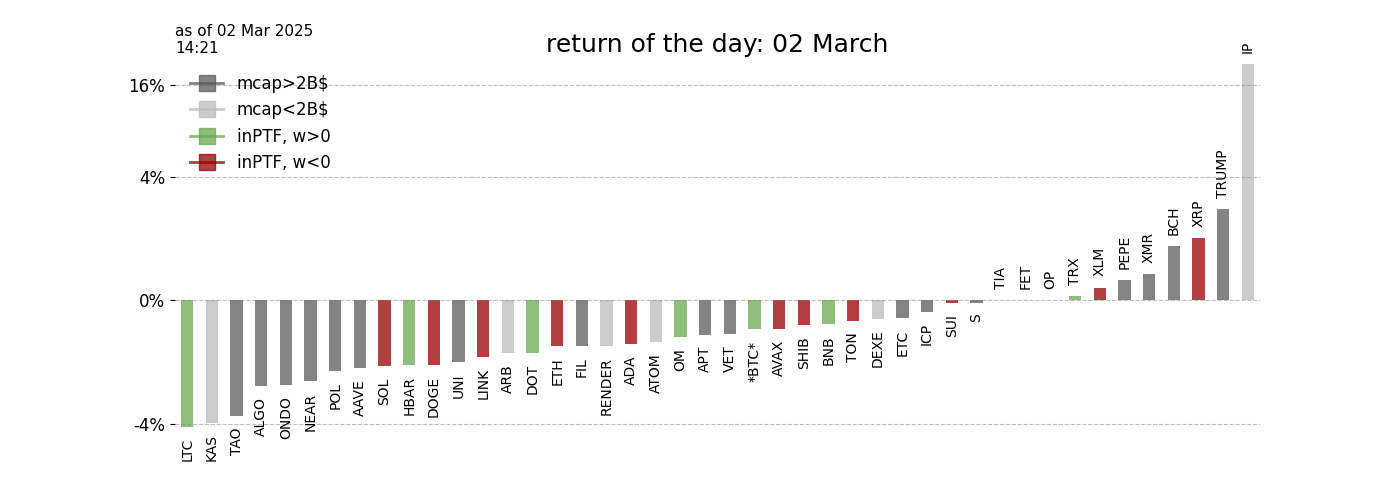 as of 02 Mar 2025
14:21
return of the day: 02 March
16%
4%
0%
-4%
mcap>2B$
mcap<2B$
inPTF, w>0
inPTF, w<0
LTC
KAS
TAO
ALGO
ONDO
NEAR
POL
AAVE
SOL
HBAR
DOGE
UNI
LINK
ARB
DOT
ETH
FIL
RENDER
ADA
ATOM
OM
APT
VET
*BTC*
AVAX
SHIB
BNB
TON
DEXE
ETC
ICP
SUI
S
TIA
FET
OP
TRX
XLM
PEPE
XMR
BCH
XRP
TRUMP
IP